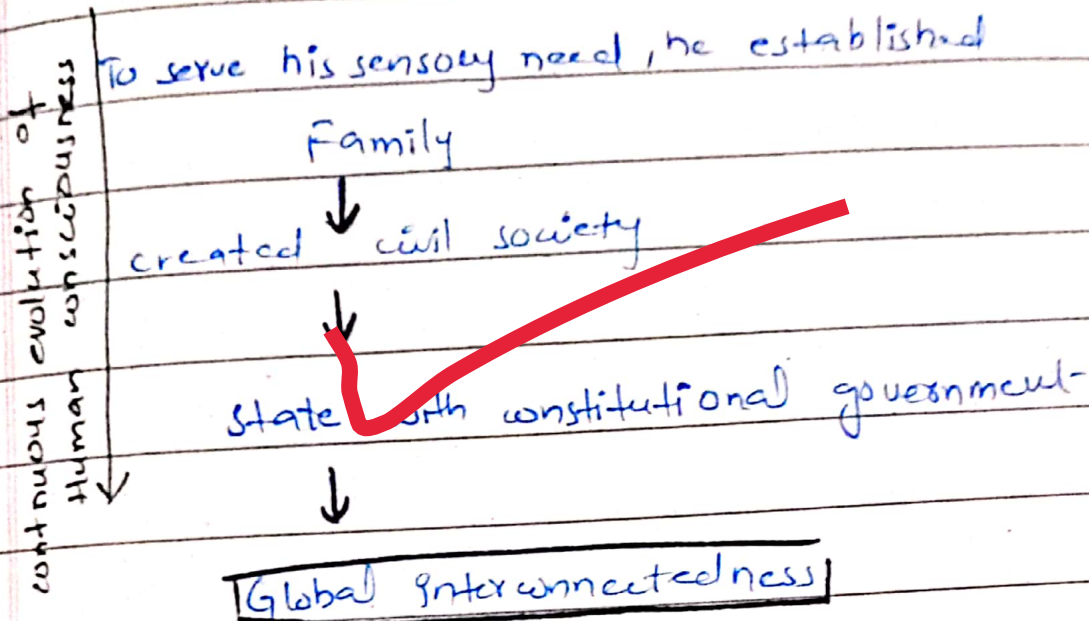 continuous evolution of
Human consciousness
To serve his sensory need, he established
Family
created civil society
State with constitutional government
Global Interconnectedness